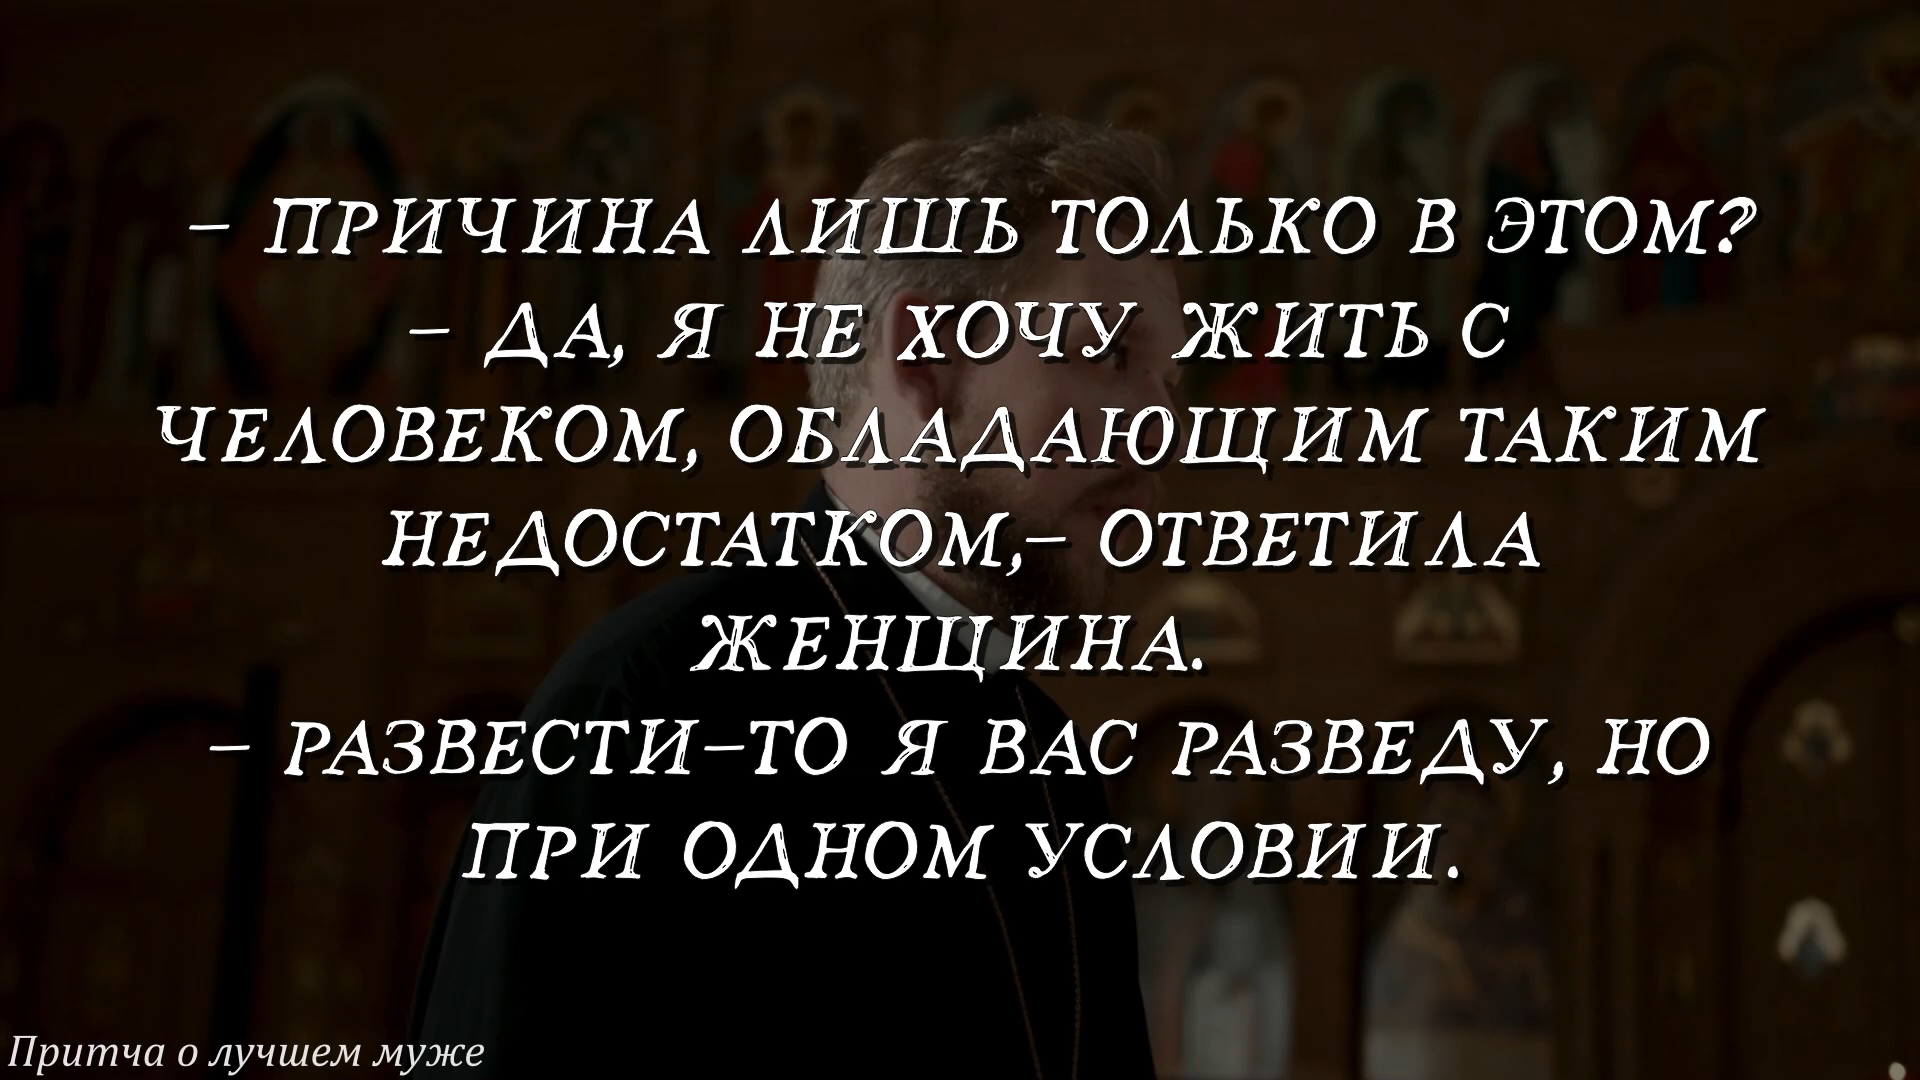 – ПРИЧИНА ЛИШЬ ТОЛЬКО В ЭТОМ?
– ДА, Я НЕ ХОЧУ ЖИТЬ С
ЧЕЛОВЕКОМ, ОБЛАДАЮЩИМ ТАКИМ
НЕДОСТАТКОМ,– ОТВЕТИЛА
ЖЕНЩИНА.
– РАЗВЕСТИ–ТО Я ВАС РАЗВЕДУ, НО
ПРИ ОДНОМ УСЛОВИИ.
Притча о лучшем муже